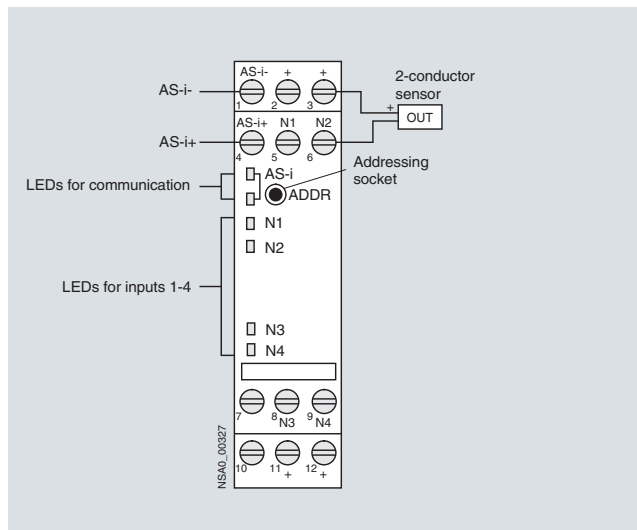 AS-i- + +
1 2 3
AS-i-
2-conductor
sensor
+
OUT
AS-i+ N1 N2
4 5 6
AS-i+
LEDs for communication
AS-i
ADDR
Addressing
socket
N1
N2
LEDs for inputs 1-4
N3
N4
7 8 9
N3 N4
10 11 12
+ +
NSA0_00327